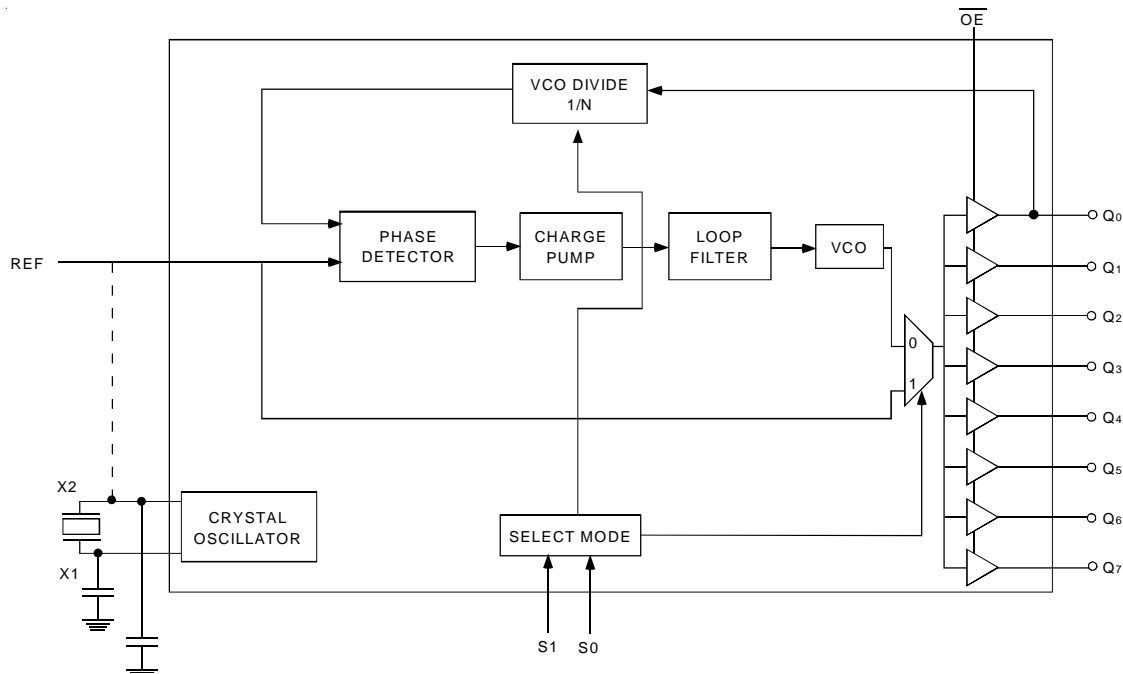 OE
VCO DIVIDE
1/N
PHASE
DETECTOR
CHARGE
PUMP
LOOP
FILTER
VCO
REF
0
1
Q0
Q1
Q2
Q3
Q4
Q5
Q6
Q7
X2
X1
CRYSTAL
OSCILLATOR
SELECT MODE
S1 S0